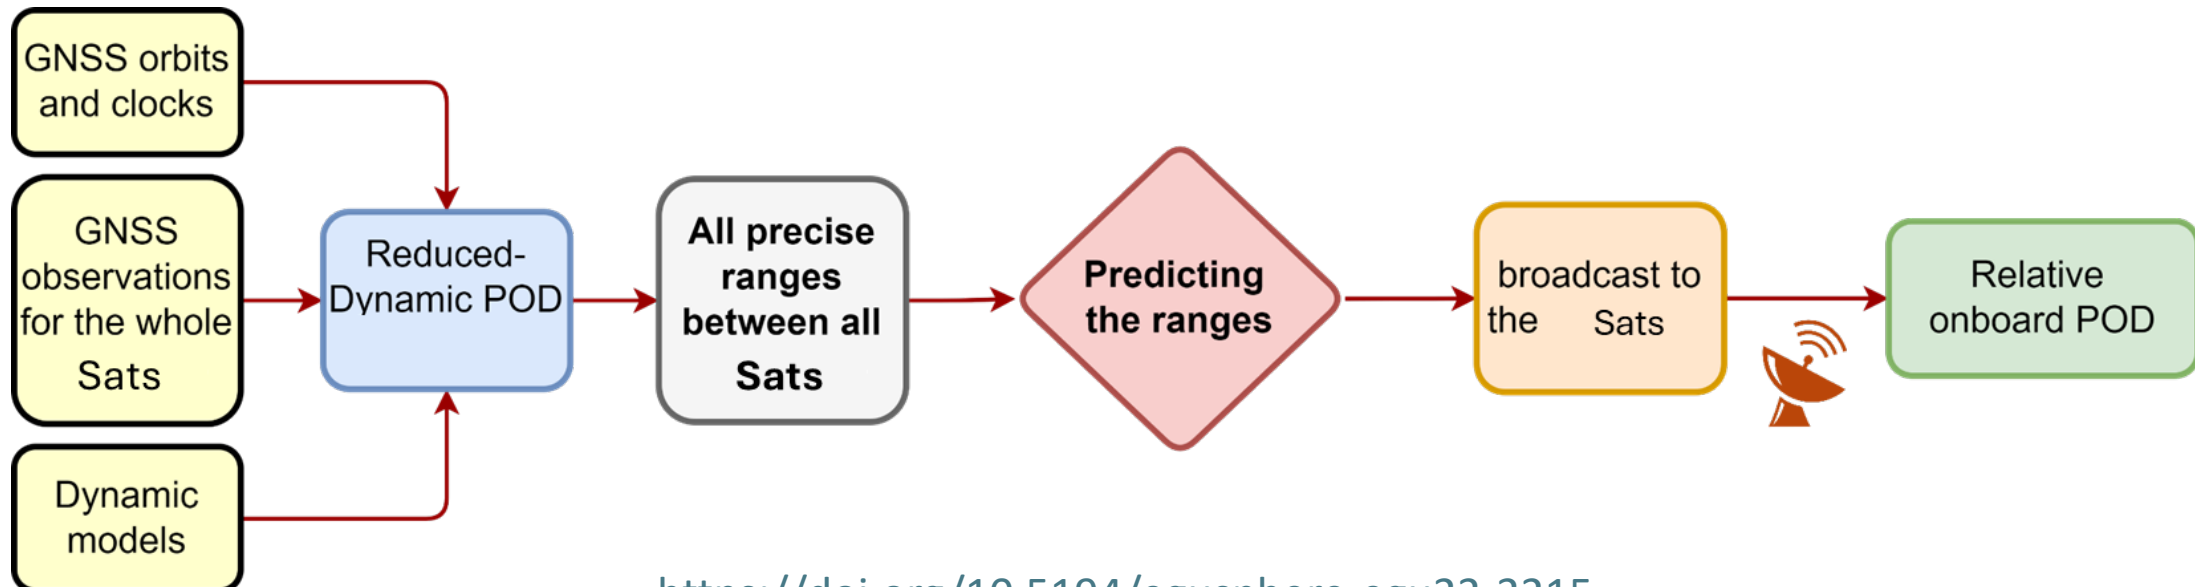 GNSS orbits
and clocks
GNSS
observations
for the whole
Sats
Dynamic
models
Reduced-
Dynamic POD
All precise
ranges
between all
Sats
Predicting
the ranges
broadcast to
the Sats
Relative
onboard POD